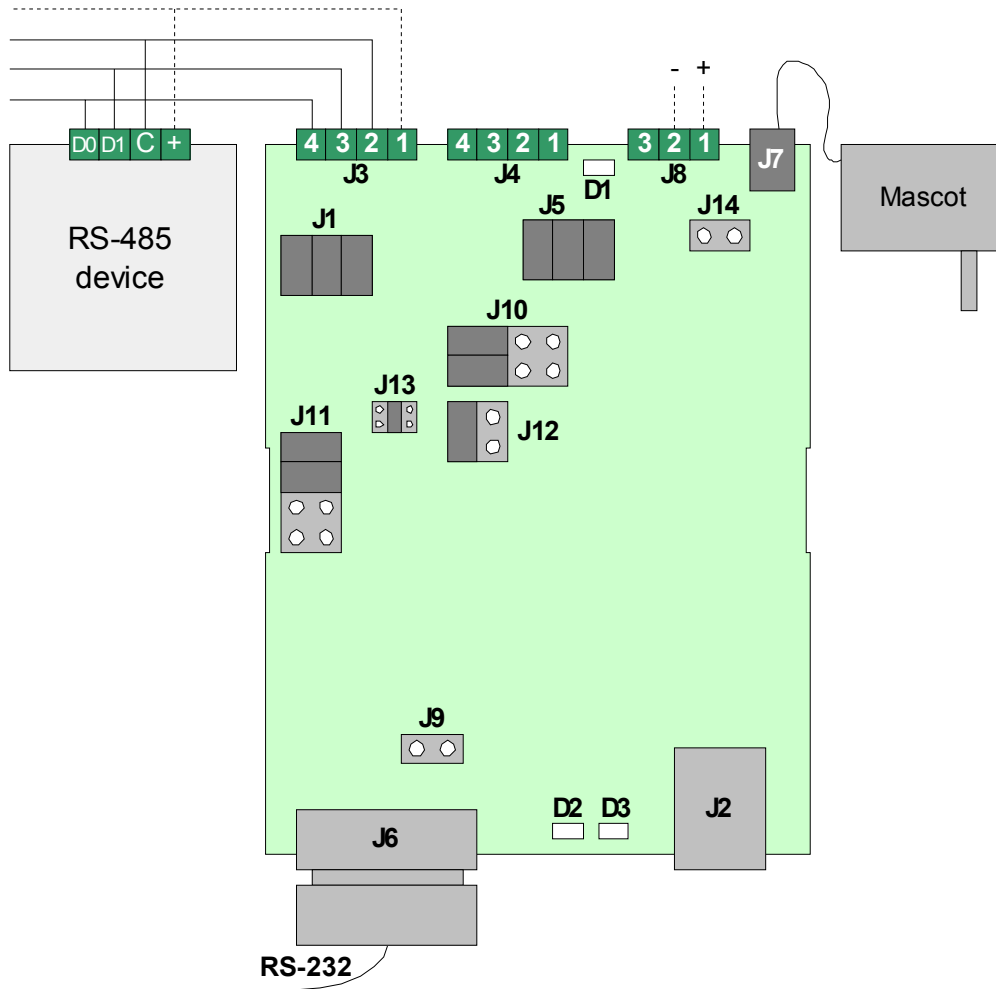 - +
D0 D1 C +
4 3 2 1
4 3 2 1
3 2 1
J7
J3
J4
D1
J8
Mascot
J1
J5
J14
RS-485
device
J10
J13
J11
J12
J9
D2 D3
J2
J6
RS-232